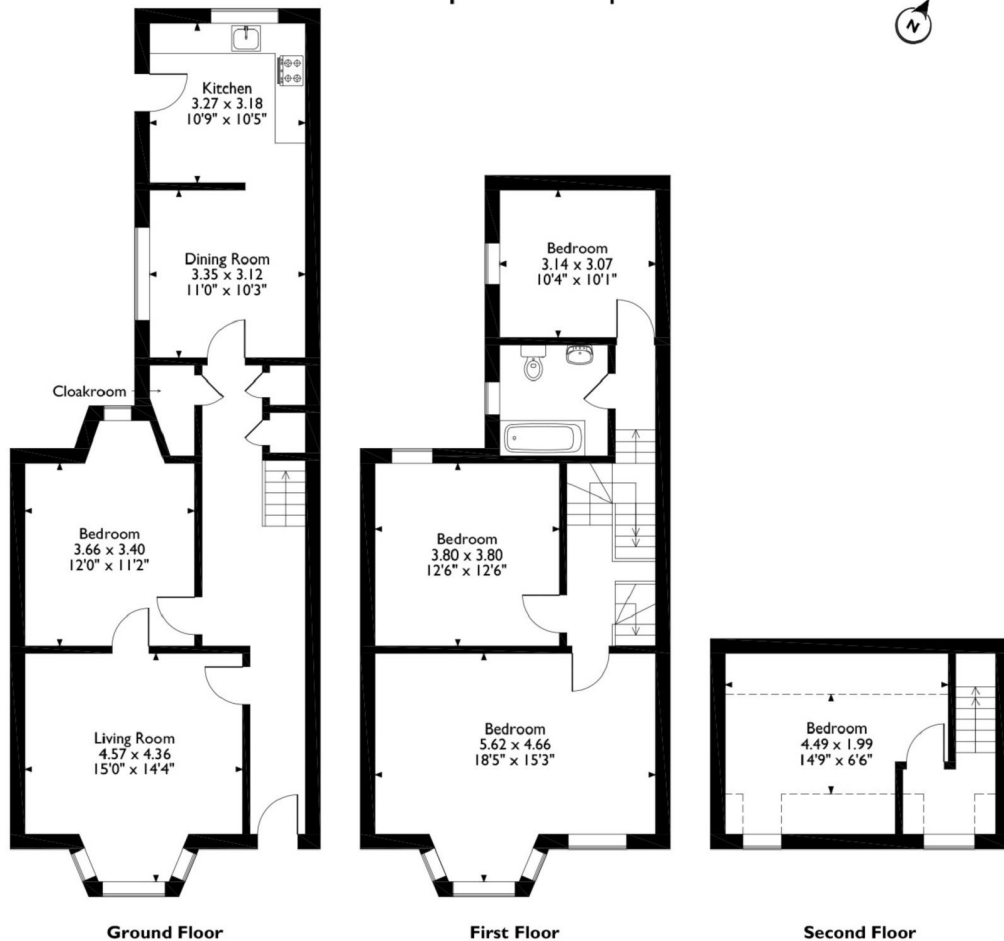 N
Kitchen
3.27 x 3.18
10'9" x 10'5"
Dining Room
3.35 x 3.12
11'0" x 10'3"
Cloakroom
Bedroom
3.66 x 3.40
12'0" x 11'2"
Living Room
4.57 x 4.36
15'0" x 14'4"
Ground Floor
Bedroom
3.14 x 3.07
10'4" x 10'1"
Bedroom
3.80 x 3.80
12'6" x 12'6"
Bedroom
5.62 x 4.66
18'5" x 15'3"
First Floor
Bedroom
4.49 x 1.99
14'9" x 6'6"
Second Floor